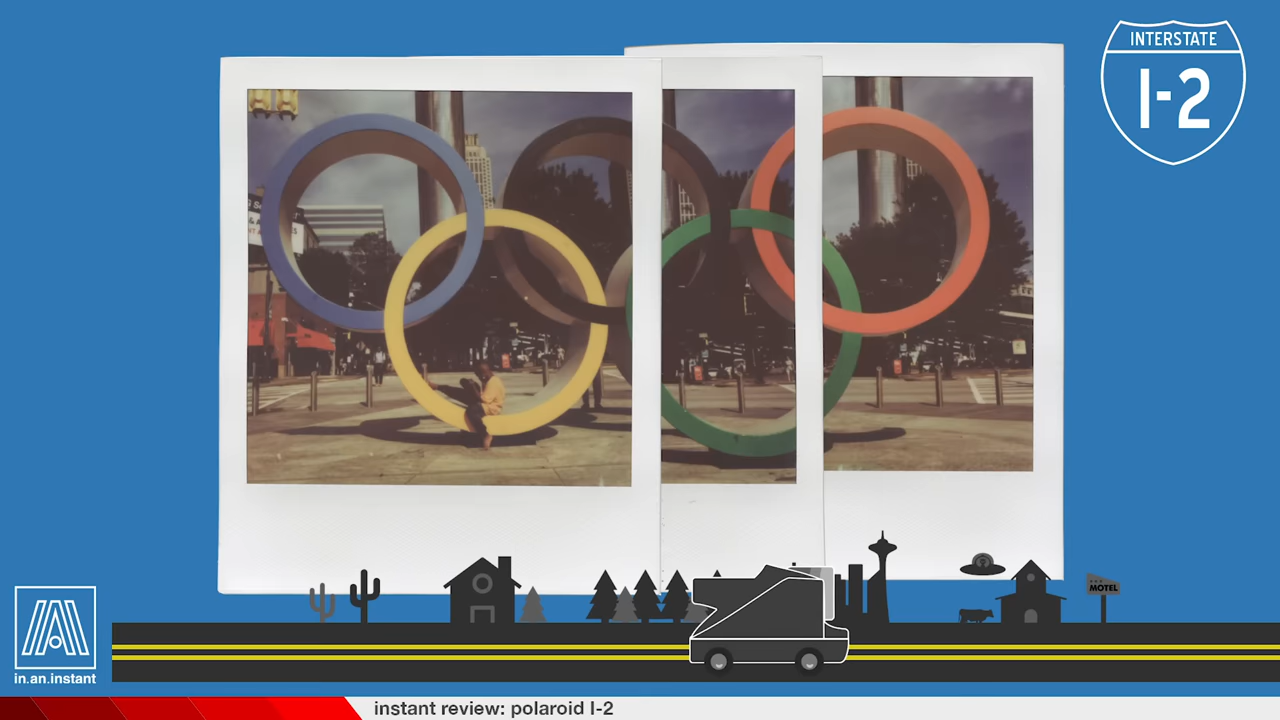 INTERSTATE
I-2
MOTEL
in.an.instant
instant review: polaroid I-2